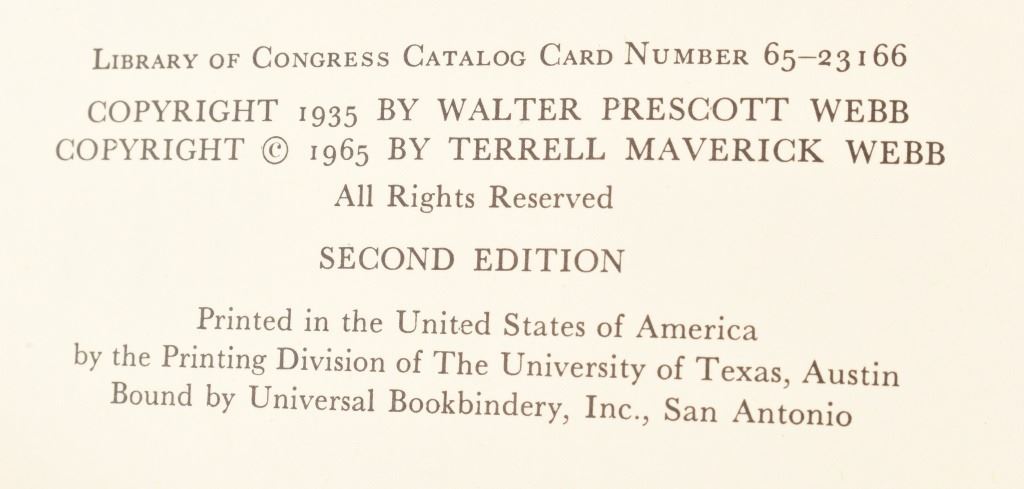 Library of Congress Catalog Card Number 65–23166
COPYRIGHT 1935 BY WALTER PRESCOTT WEBB
COPYRIGHT © 1965 BY TERRELL MAVERICK WEBB
All Rights Reserved
SECOND EDITION
Printed in the United States of America
by the Printing Division of The University of Texas, Austin
Bound by Universal Bookbindery, Inc., San Antonio